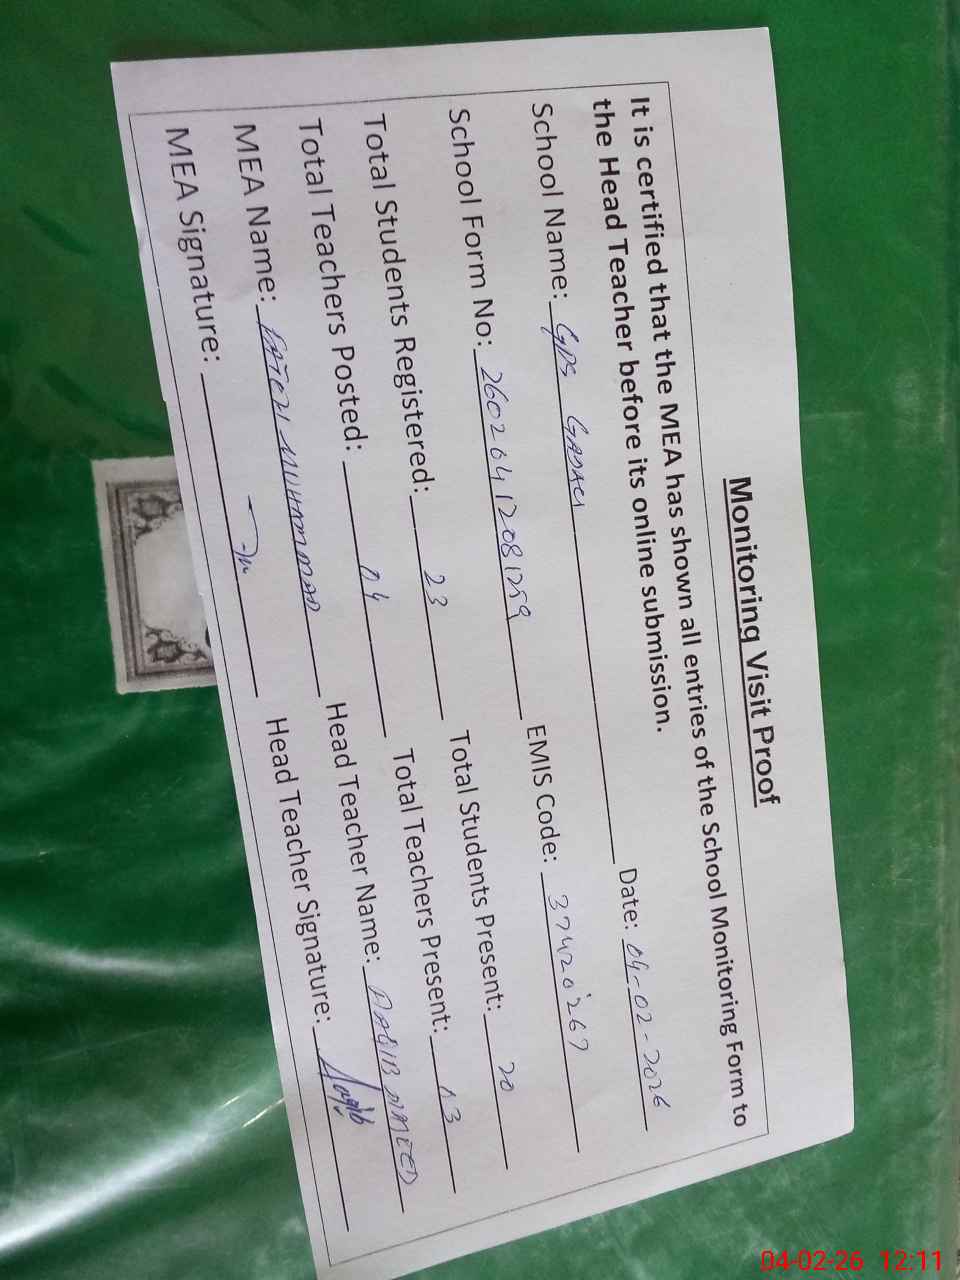 Monitoring Visit Proof
It is certified that the MEA has shown all entries of the School Monitoring Form to
the Head Teacher before its online submission.
School Name: GPS Date: 04-02-2026
School Form No: 26020412081259 EMIS Code: 37420267
Total Students Registered: 23 Total Students Present: 20
Total Teachers Posted: 04 Total Teachers Present: 03
MEA Name: MUHAMMAD Head Teacher Name:
MEA Signature: Head Teacher Signature: Aaqib
04-02-26 12:11